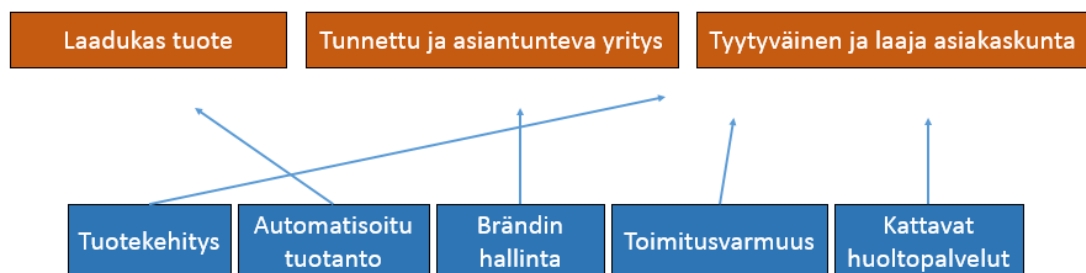 Laadukas tuote
Tunnettu ja asiantunteva yritys
Tyytyväinen ja laaja asiakaskunta
Tuotekehitys
Automatisoitu
tuotanto
Brändin
hallinta
Toimitusvarmuus
Kattavat
huoltopalvelut